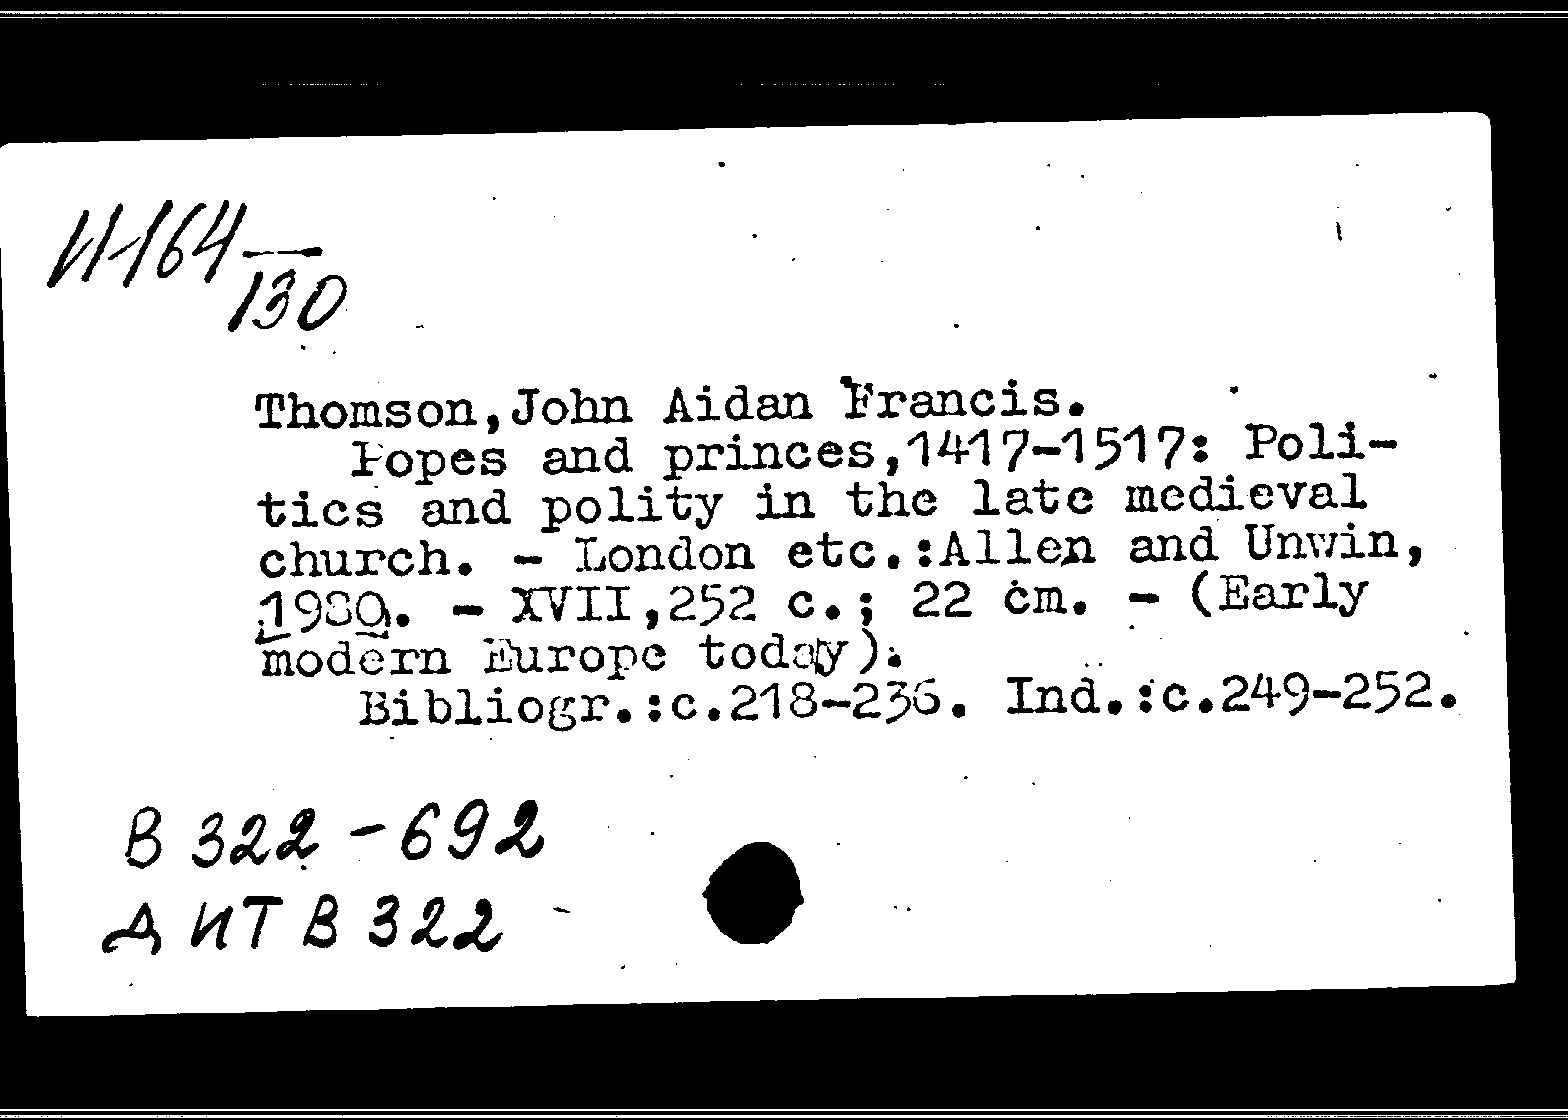 И-164
130
Thomson,John Aidan Francis.
Popes and princes,1417-1517: Poli-
tics and polity in the late medieval
church. - London etc.:Allen and Unwin,
1980. - XVII,252 c.; 22 cm. - (Early
modern Europe today).
Bibliogr.:c.218-236. Ind.:c.249-252.
В 322-692
Д ИТ В 322